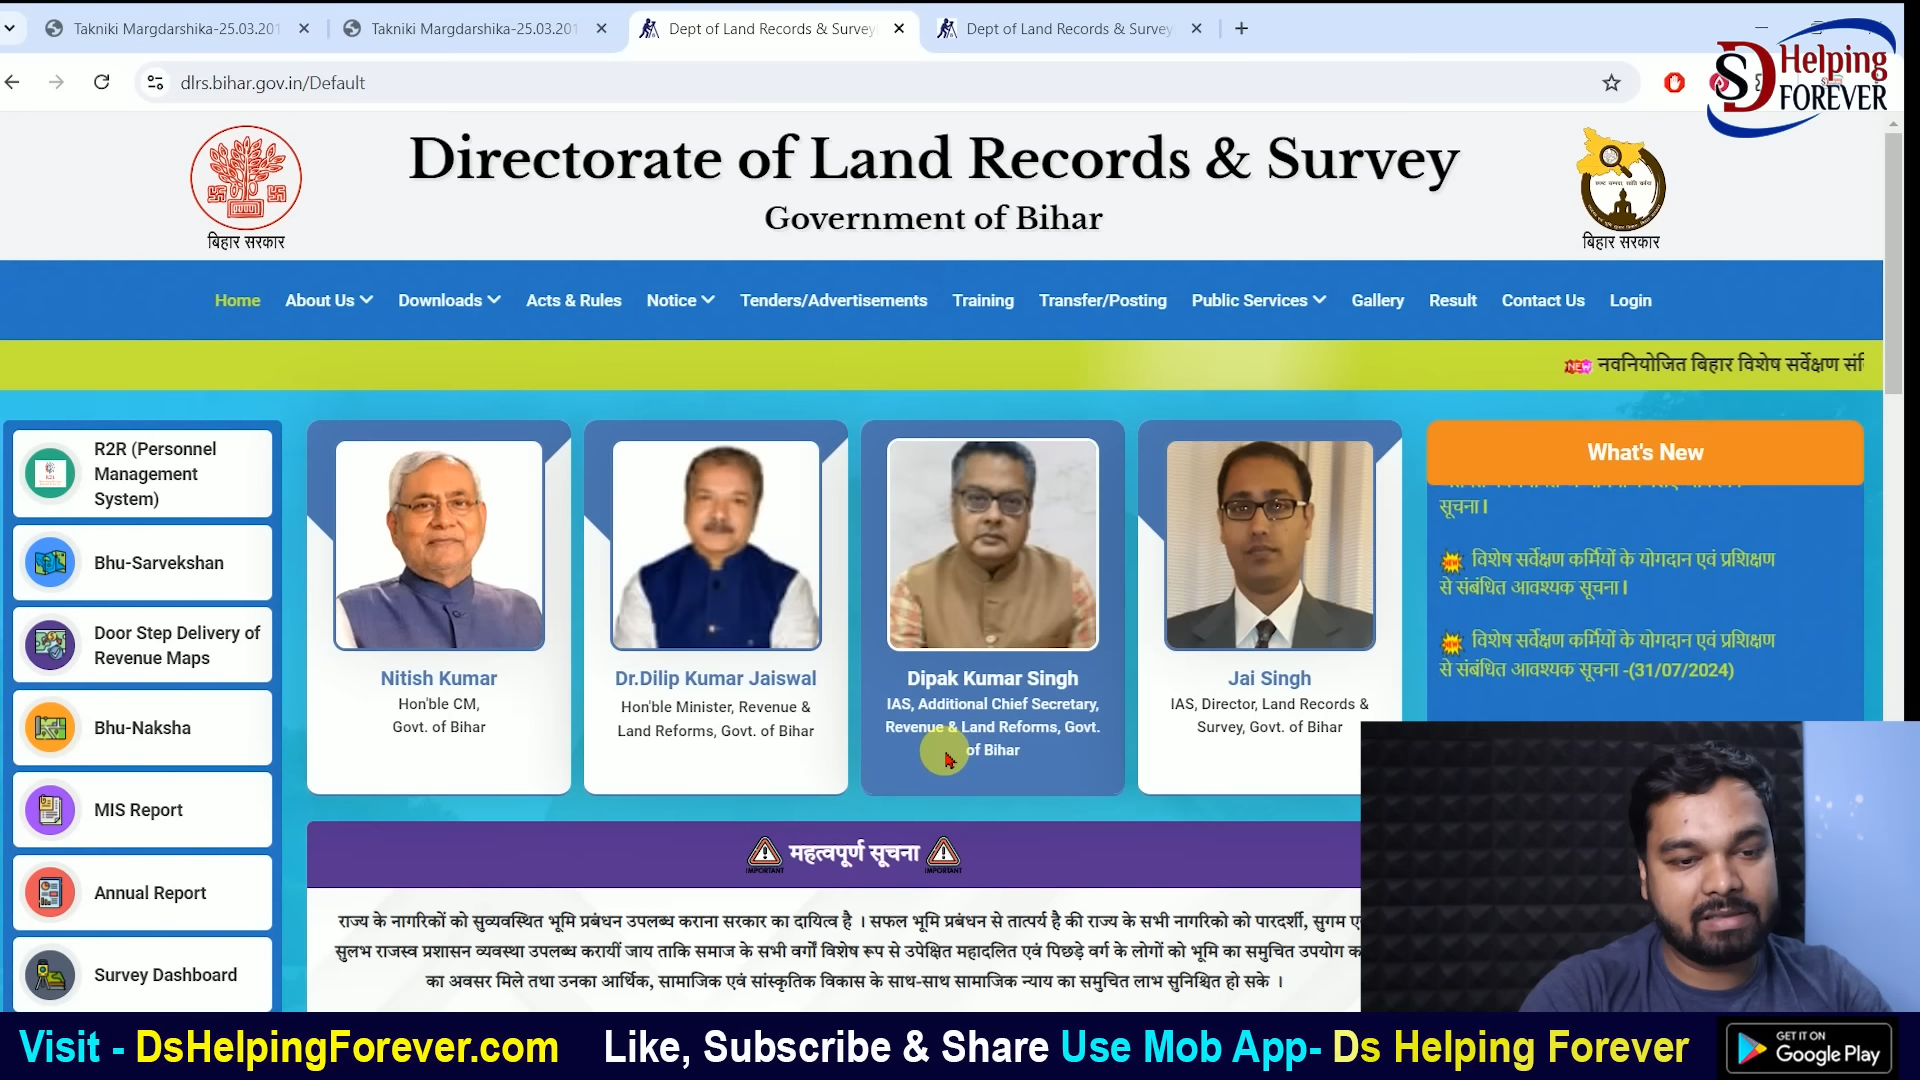 Takniki Margdarshika-25.03.201
Takniki Margdarshika-25.03.201
Dept of Land Records & Survey
Dept of Land Records & Survey
dlrs.bihar.gov.in/Default
SD Helping
FOREVER
Directorate of Land Records & Survey
Government of Bihar
बिहार सरकार
बिहार सरकार
Home About Us Downloads Acts & Rules Notice Tenders/Advertisements Training Transfer/Posting Public Services Gallery Result Contact Us Login
NEW नवनियोजित बिहार विशेष सर्वेक्षण
R2R (Personnel
Management
System)
Bhu-Sarvekshan
Door Step Delivery of
Revenue Maps
Bhu-Naksha
MIS Report
Annual Report
Survey Dashboard
Nitish Kumar
Hon'ble CM,
Govt. of Bihar
Dr.Dilip Kumar Jaiswal
Hon'ble Minister, Revenue &
Land Reforms, Govt. of Bihar
Dipak Kumar Singh
IAS, Additional Chief Secretary,
Revenue & Land Reforms, Govt.
of Bihar
Jai Singh
IAS, Director, Land Records &
Survey, Govt. of Bihar
What's New
सूचना।
विशेष सर्वेक्षण कर्मियों के योगदान एवं प्रशिक्षण
से संबंधित आवश्यक सूचना।
विशेष सर्वेक्षण कर्मियों के योगदान एवं प्रशिक्षण
से संबंधित आवश्यक सूचना -(31/07/2024)
IMPORTANT महत्वपूर्ण सूचना IMPORTANT
राज्य के नागरिकों को सुव्यवस्थित भूमि प्रबंधन उपलब्ध कराना सरकार का दायित्व है । सफल भूमि प्रबंधन से तात्पर्य है की राज्य के सभी नागरिको को पारदर्शी, सुगम
सुलभ राजस्व प्रशासन व्यवस्था उपलब्ध करायीं जाय ताकि समाज के सभी वर्गों विशेष रूप से उपेक्षित महादलित एवं पिछड़े वर्ग के लोगों को भूमि का समुचित उपयोग
का अवसर मिले तथा उनका आर्थिक, सामाजिक एवं सांस्कृतिक विकास के साथ-साथ सामाजिक न्याय का समुचित लाभ सुनिश्चित हो सके ।
Visit - DsHelpingForever.com Like, Subscribe & Share Use Mob App- Ds Helping Forever
GET IT ON
Google Play